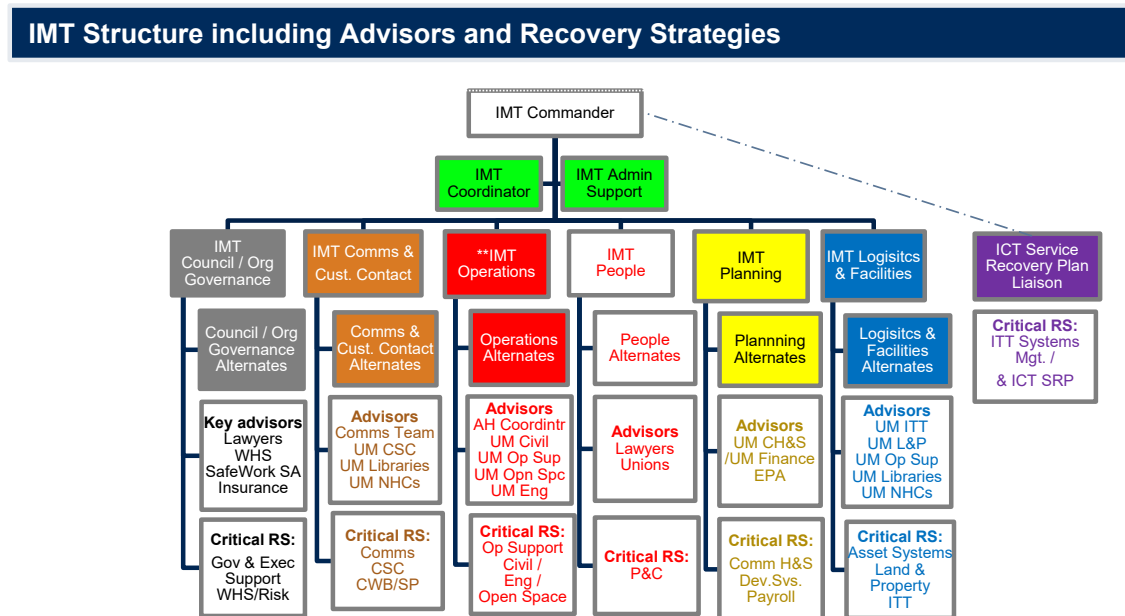 IMT Structure including Advisors and Recovery Strategies
IMT Commander
IMT
Coordinator
IMT Admin
Support
IMT
Council / Org
Governance
IMT Comms &
Cust. Contact
**IMT
Operations
IMT
People
IMT
Planning
IMT Logisitcs
& Facilities
ICT Service
Recovery Plan
Liaison
Council / Org
Governance
Alternates
Comms &
Cust. Contact
Alternates
Operations
Alternates
People
Alternates
Plannning
Alternates
Logisitcs &
Facilities
Alternates
Critical RS:
ITT Systems
Mgt. /
& ICT SRP
Key advisors
Lawyers
WHS
SafeWork SA
Insurance
Advisors
Comms Team
UM CSC
UM Libraries
UM NHCs
Advisors
AH Coordintr
UM Civil
UM Op Sup
UM Opn Spc
UM Eng
Advisors
Lawyers
Unions
Advisors
UM CH&S
/UM Finance
EPA
Advisors
UM ITT
UM L&P
UM Op Sup
UM Libraries
UM NHCs
Critical RS:
Gov & Exec
Support
WHS/Risk
Critical RS:
Comms
CSC
CWB/SP
Critical RS:
Op Support
Civil /
Eng /
Open Space
Critical RS:
P&C
Critical RS:
Comm H&S
Dev.Svs.
Payroll
Critical RS:
Asset Systems
Land &
Property
ITT